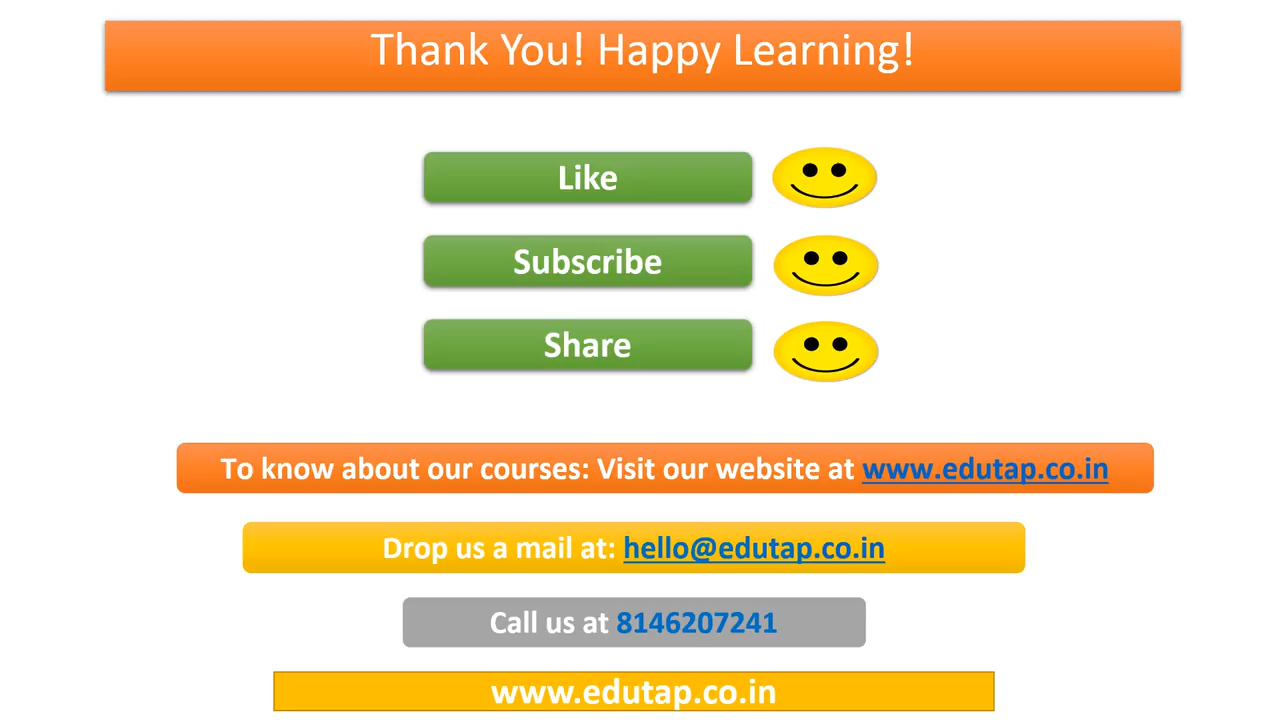 Thank You! Happy Learning!
Like
Subscribe
Share
To know about our courses: Visit our website at www.edutap.co.in
Drop us a mail at: hello@edutap.co.in
Call us at 8146207241
www.edutap.co.in